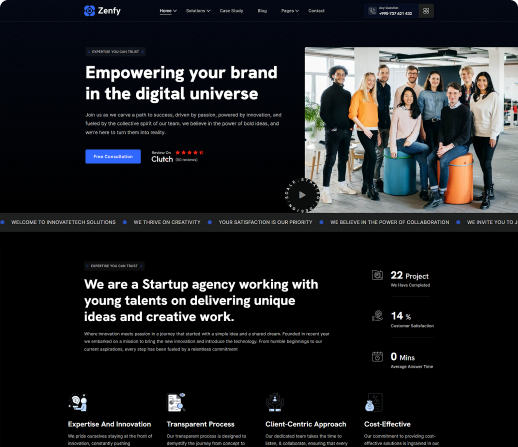 Zenfy
Home
Solutions
Case Study
Blog
Pages
Contact
+990 737 621 432
EXPERTISE YOU CAN TRUST
Empowering your brand
in the digital universe
Join us as we carve a path to success, driven by passion, powered by innovation, and
fueled by the collective spirit of our team. we believe in the power of bold ideas, and
we're here to turn them into reality.
Free Consultation
Review On
Clutch
(50 reviews)
WELCOME TO INNOVATETECH SOLUTIONS
WE THRIVE ON CREATIVITY
YOUR SATISFACTION IS OUR PRIORITY
WE BELIEVE IN THE POWER OF COLLABORATION
WE INVITE YOU TO J
EXPERTISE YOU CAN TRUST
We are a Startup agency working with
young talents on delivering unique
ideas and creative work.
Where innovation meets passion in a journey that started with a simple idea and a shared dream. Founded in recent year
we embarked on a mission to bring the new innovation and introduce the technology. From humble beginnings to our
current aspirations, every step has been fueled by a relentless commitment
22 Project
We Have Completed
14 %
Customer Satisfaction
0 Mins
Average Answer Time
Expertise And Innovation
We pride ourselves staying at the front of
innovation, constantly pushing
Transparent Process
Our transparent process is designed to
demystify the journey from concept to
Client-Centric Approach
Our dedicated team takes the time to
listen, & collaborate, ensuring that every
Cost-Effective
Our commitment to providing cost-
effective solutions is ingrained in our